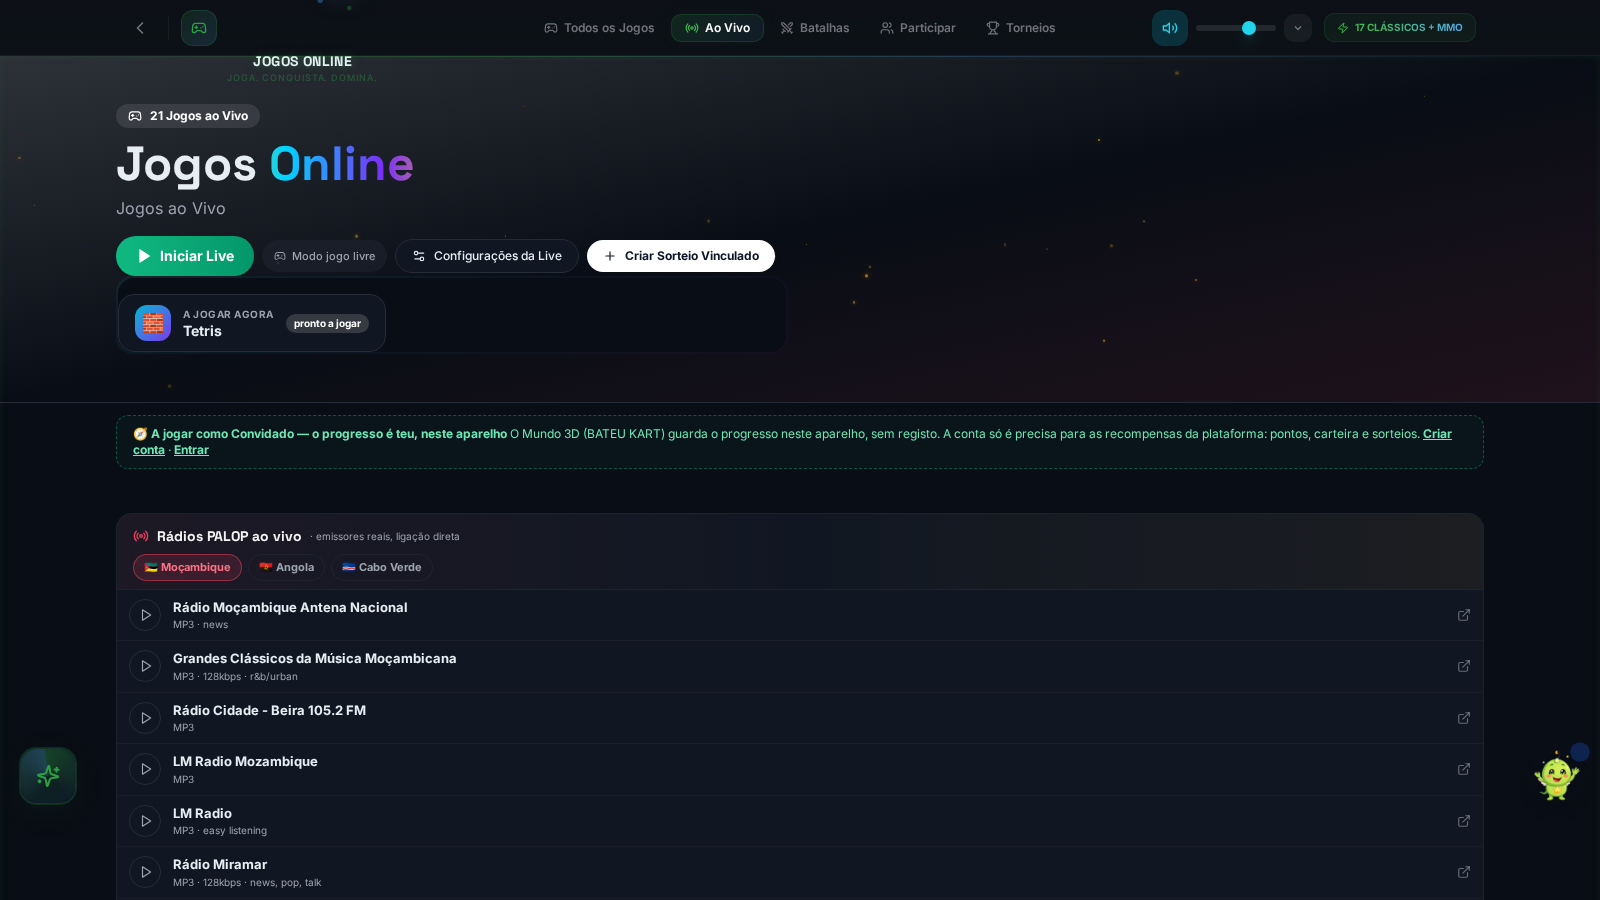 Todos os Jogos
Ao Vivo
Batalhas
Participar
Torneios
17 CLÁSSICOS + MMO
JOGOS ONLINE
JOGA. CONQUISTA. DOMINA.
21 Jogos ao Vivo
Jogos Online
Jogos ao Vivo
Iniciar Live
Modo jogo livre
Configurações da Live
Criar Sorteio Vinculado
A JOGAR AGORA
Tetris
pronto a jogar
A jogar como Convidado — o progresso é teu, neste aparelho O Mundo 3D (BATEU KART) guarda o progresso neste aparelho, sem registo. A conta só é precisa para as recompensas da plataforma: pontos, carteira e sorteios. Criar
conta · Entrar
Rádios PALOP ao vivo · emissores reais, ligação direta
Moçambique
Angola
Cabo Verde
Rádio Moçambique Antena Nacional
MP3 · news
Grandes Clássicos da Música Moçambicana
MP3 · 128kbps · r&b/urban
Rádio Cidade - Beira 105.2 FM
MP3
LM Radio Mozambique
MP3
LM Radio
MP3 · easy listening
Rádio Miramar
MP3 · 128kbps · news, pop, talk